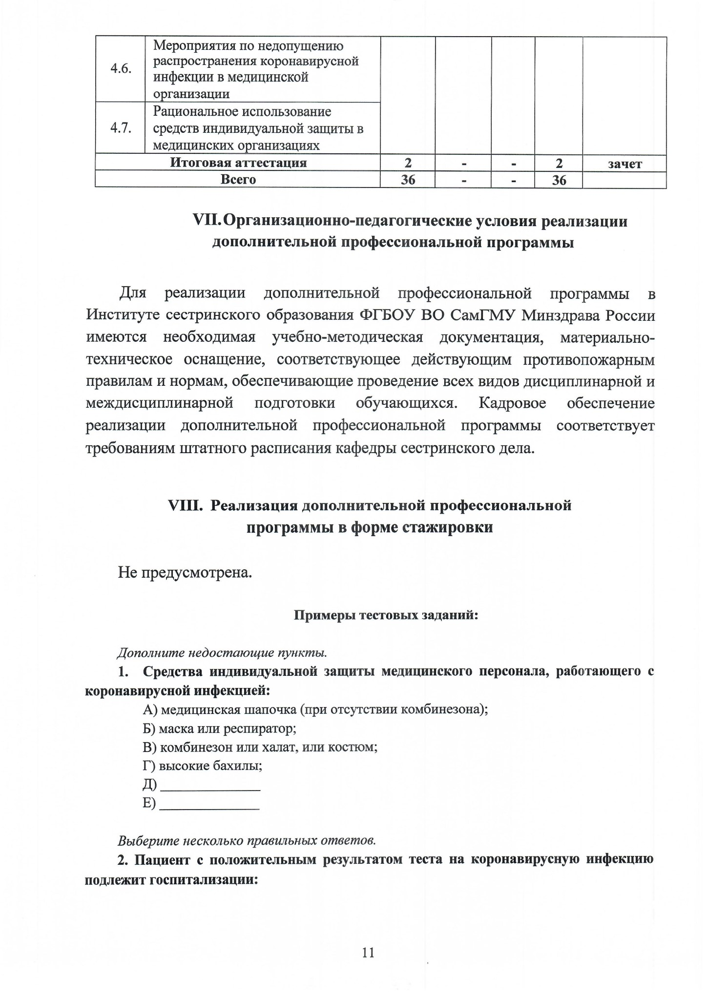 4.6.
Мероприятия по недопущению
распространения коронавирусной
инфекции в медицинской
организации
4.7.
Рациональное использование
средств индивидуальной защиты в
медицинских организациях
Итоговая аттестация 2 - - 2 зачет
Всего 36 - - 36
VII. Организационно-педагогические условия реализации
дополнительной профессиональной программы
Для реализации дополнительной профессиональной программы в
Институте сестринского образования ФГБОУ ВО СамГМУ Минздрава России
имеются необходимая учебно-методическая документация, материально-
техническое оснащение, соответствующее действующим противопожарным
правилам и нормам, обеспечивающие проведение всех видов дисциплинарной и
междисциплинарной подготовки обучающихся. Кадровое обеспечение
реализации дополнительной профессиональной программы соответствует
требованиям штатного расписания кафедры сестринского дела.
VIII. Реализация дополнительной профессиональной
программы в форме стажировки
Не предусмотрена.
Примеры тестовых заданий:
Дополните недостающие пункты.
1. Средства индивидуальной защиты медицинского персонала, работающего с
коронавирусной инфекцией:
А) медицинская шапочка (при отсутствии комбинезона);
Б) маска или респиратор;
В) комбинезон или халат, или костюм;
Г) высокие бахилы;
Д) _______________
Е) _______________
Выберите несколько правильных ответов.
2. Пациент с положительным результатом теста на коронавирусную инфекцию
подлежит госпитализации:
11